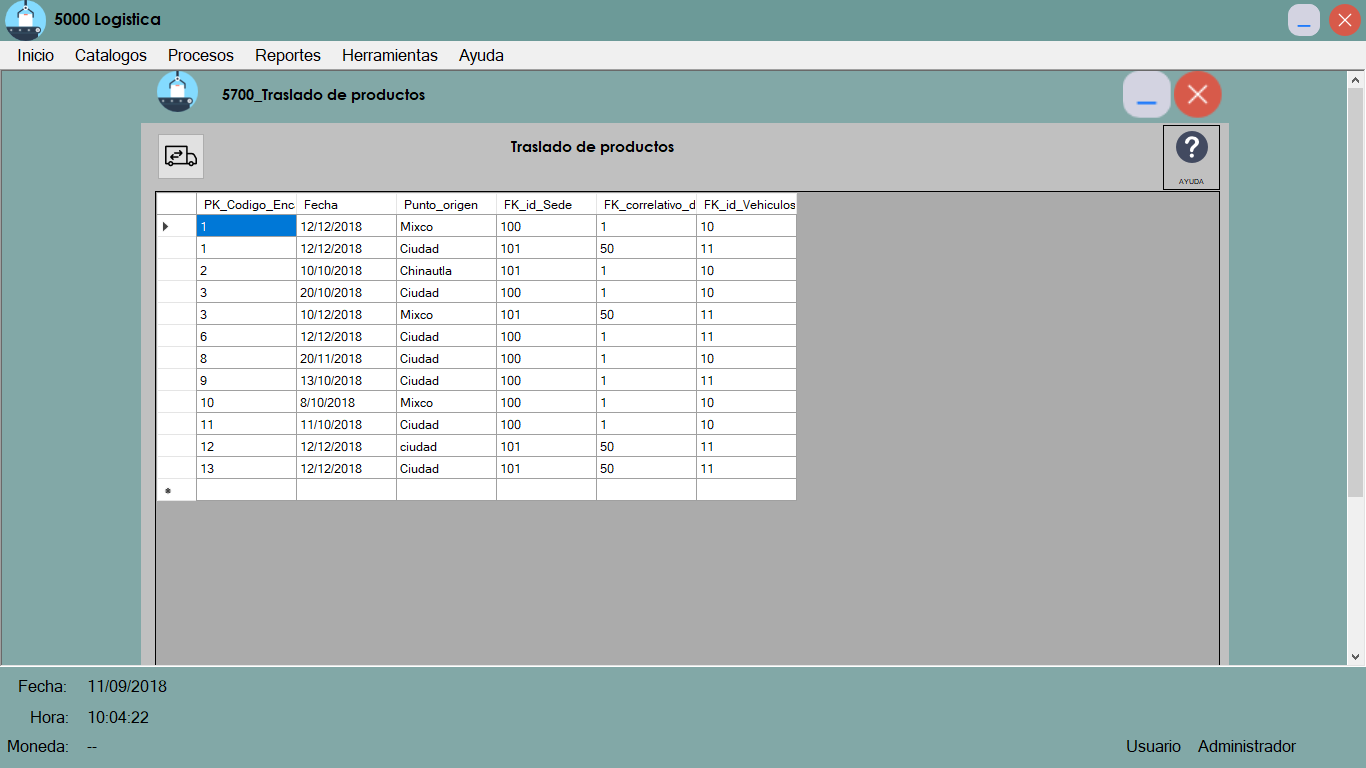 5000 Logistica
Inicio Catalogos Procesos Reportes Herramientas Ayuda
5700_Traslado de productos
Traslado de productos
?
AYUDA
PK_Codigo_Enc Fecha Punto_origen FK_id_Sede FK_correlativo_d FK_id_Vehiculos
1 12/12/2018 Mixco 100 1 10
1 12/12/2018 Ciudad 101 50 11
2 10/10/2018 Chinautla 101 1 10
3 20/10/2018 Ciudad 100 1 10
3 10/12/2018 Mixco 101 50 11
6 12/12/2018 Ciudad 100 1 11
8 20/11/2018 Ciudad 100 1 10
9 13/10/2018 Ciudad 100 1 11
10 8/10/2018 Mixco 100 1 10
11 11/10/2018 Ciudad 100 1 10
12 12/12/2018 ciudad 101 50 11
13 12/12/2018 Ciudad 101 50 11
*
Fecha: 11/09/2018
Hora: 10:04:22
Moneda: --
Usuario Administrador